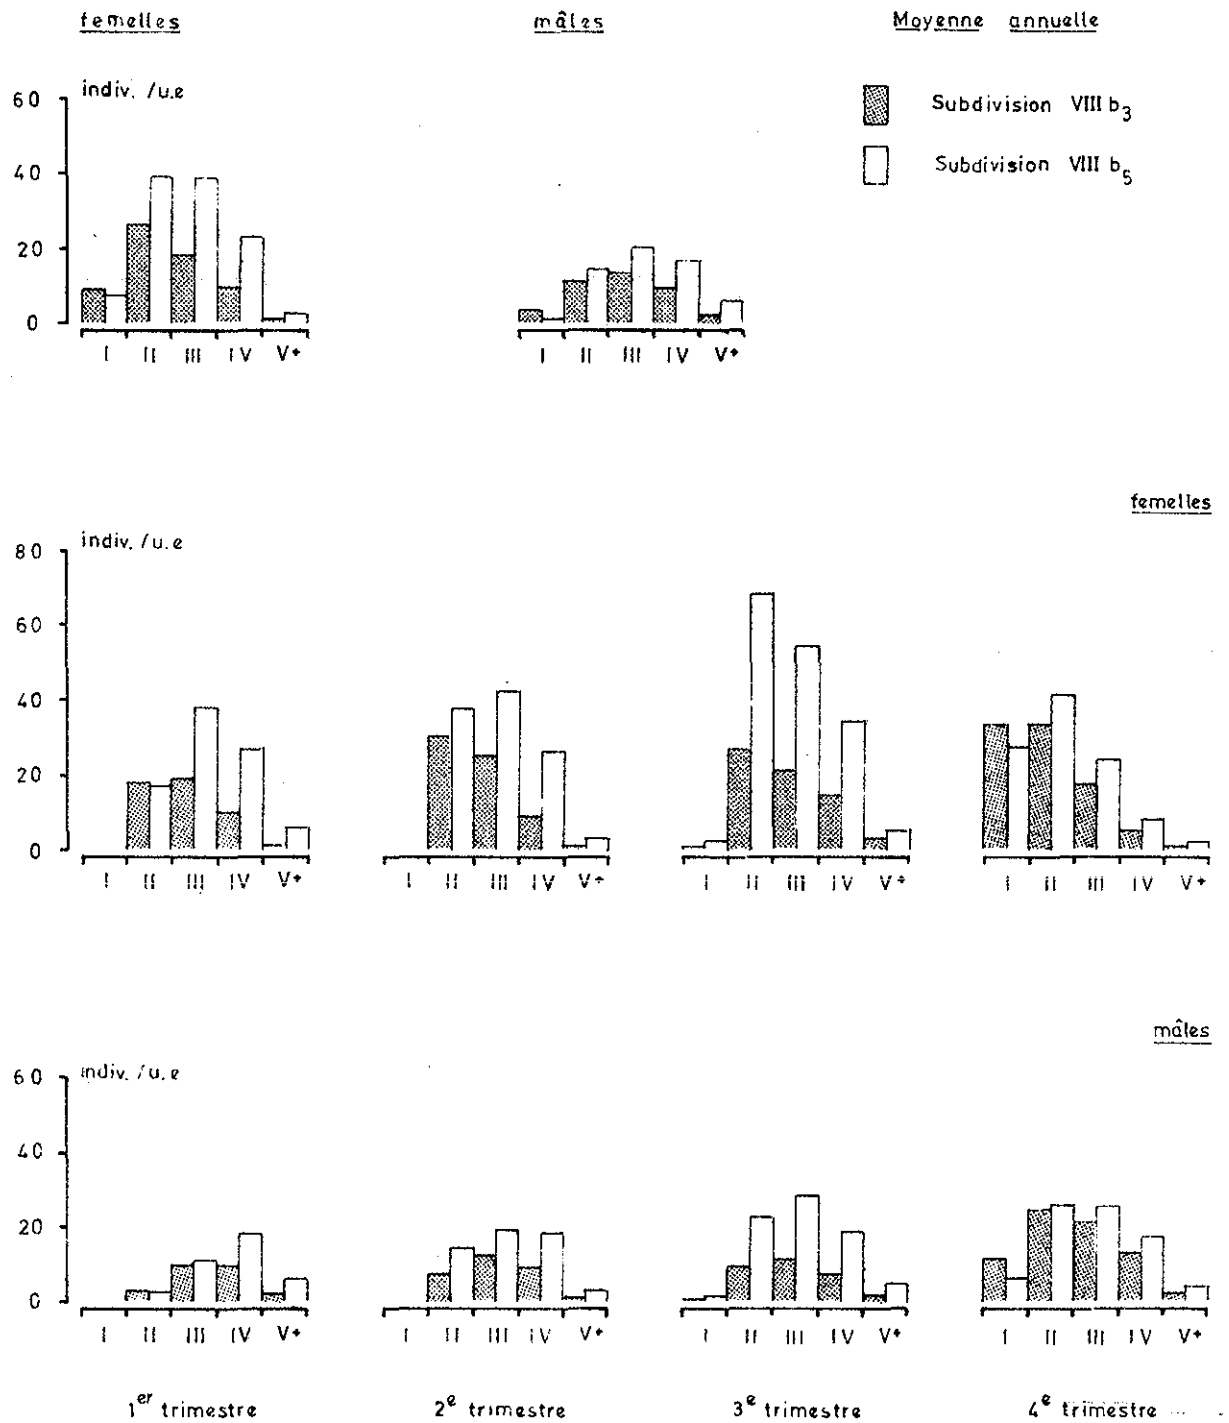 femelles mâles Moyenne annuelle
indiv. /u.e
60
40
20
0
Subdivision VIII b3
Subdivision VIII b5
I II III IV V+
I II III IV V+
femelles
indiv. /u.e
80
60
40
20
0
I II III IV V+
I II III IV V+
I II III IV V+
I II III IV V+
mâles
indiv. /u.e
60
40
20
0
I II III IV V+
I II III IV V+
I II III IV V+
I II III IV V+
1er trimestre 2e trimestre 3e trimestre 4e trimestre